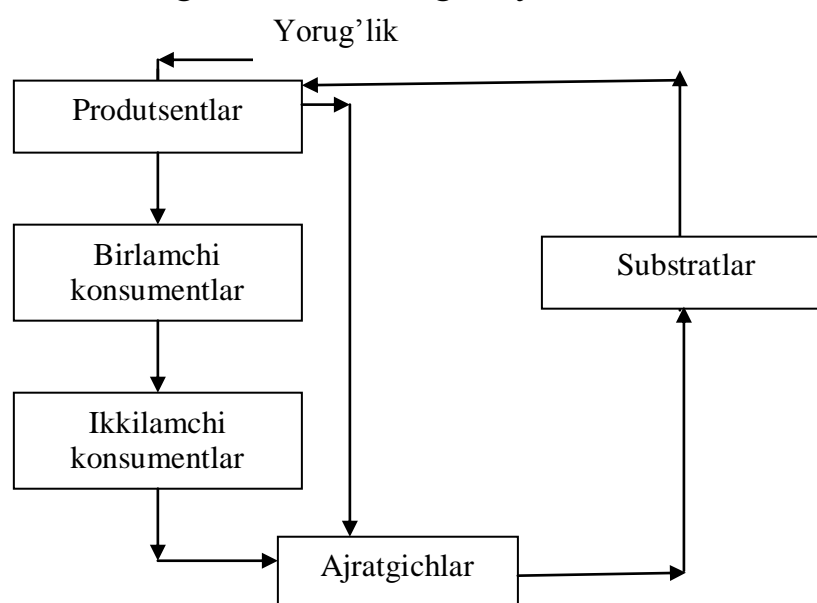 Yorug’lik
Produtsentlar
Birlamchi
konsumentlar
Substratlar
Ikkilamchi
konsumentlar
Ajratgichlar